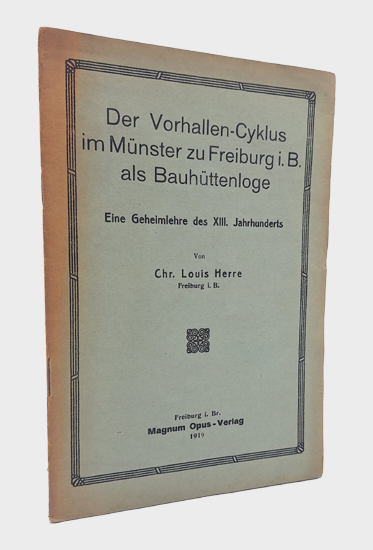 Der Vorhallen-Cyklus
im Münster zu Freiburg i. B.
als Bauhüttenloge
Eine Geheimlehre des XIII. Jahrhunderts
Von
Chr. Louis Herre
Freiburg i. B.
Freiburg i. Br.
Magnum Opus-Verlag
1919